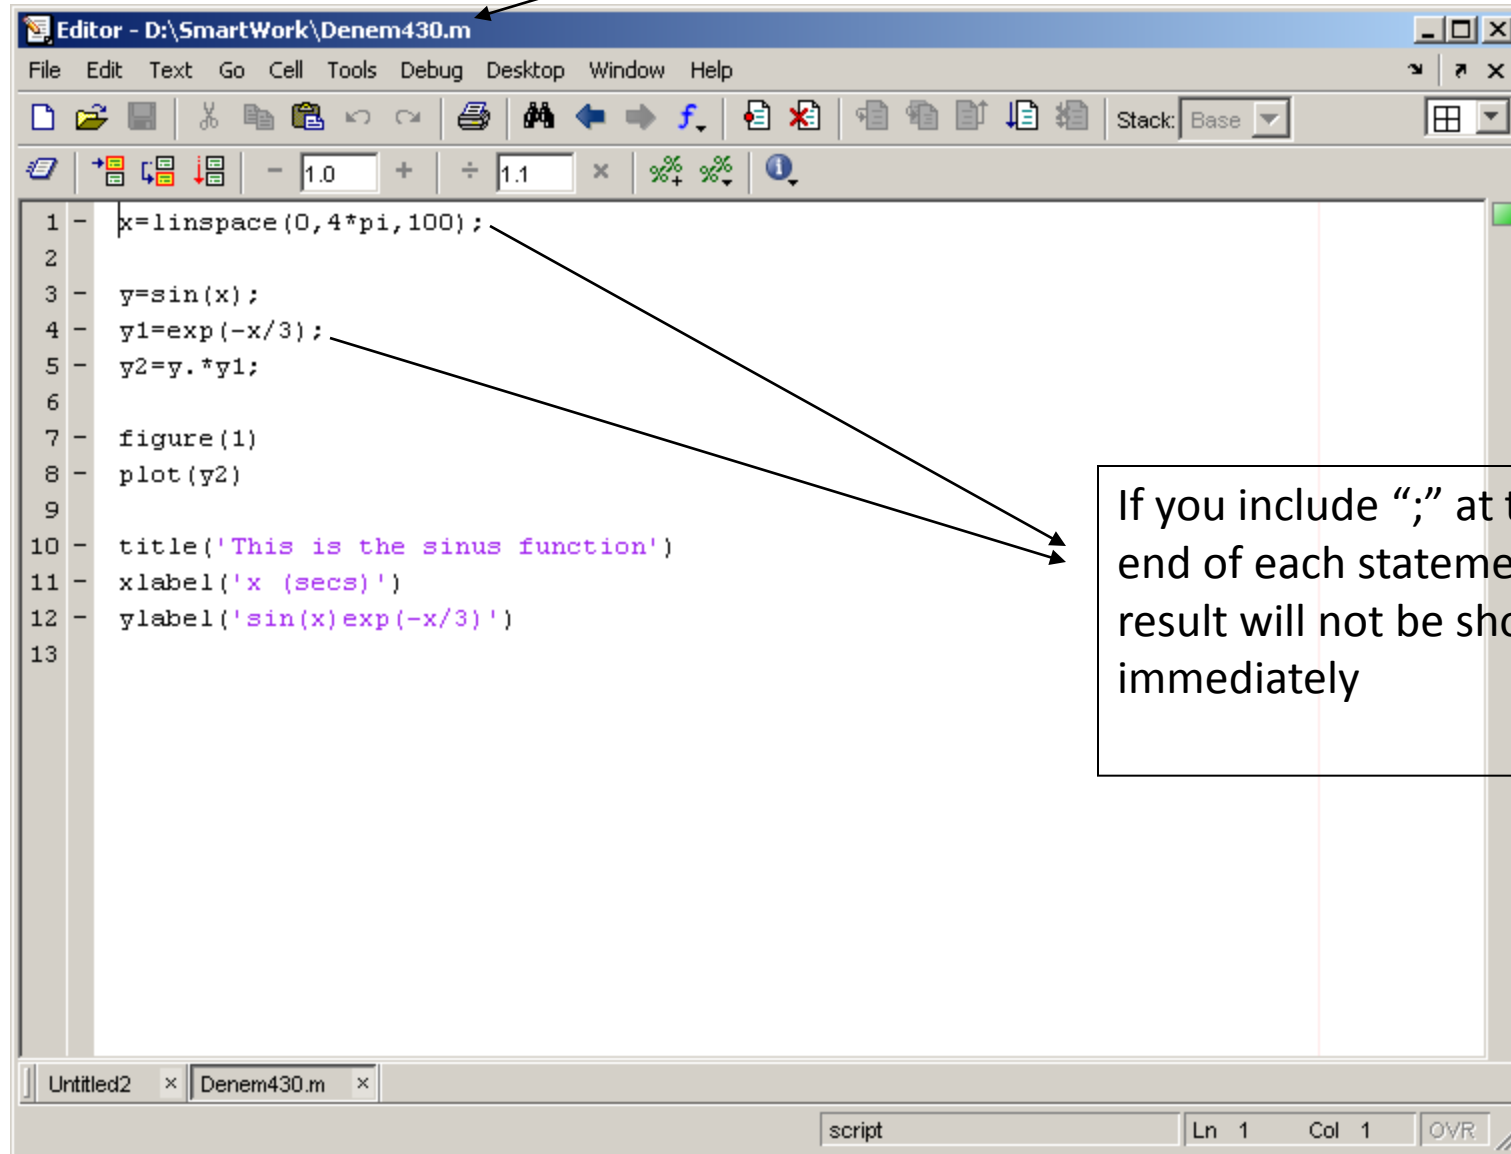 Editor - D:\SmartWork\Denem430.m
File Edit Text Go Cell Tools Debug Desktop Window Help
Stack: Base
- 1.0 + ÷ 1.1 ×
1 - x=linspace(0,4*pi,100);
2
3 - y=sin(x);
4 - y1=exp(-x/3);
5 - y2=y.*y1;
6
7 - figure(1)
8 - plot(y2)
9
10 - title('This is the sinus function')
11 - xlabel('x (secs)')
12 - ylabel('sin(x)exp(-x/3)')
13
If you include “;” at
end of each
result will not be
immediately
Untitled2 × Denem430.m ×
script Ln 1 Col 1 OVR